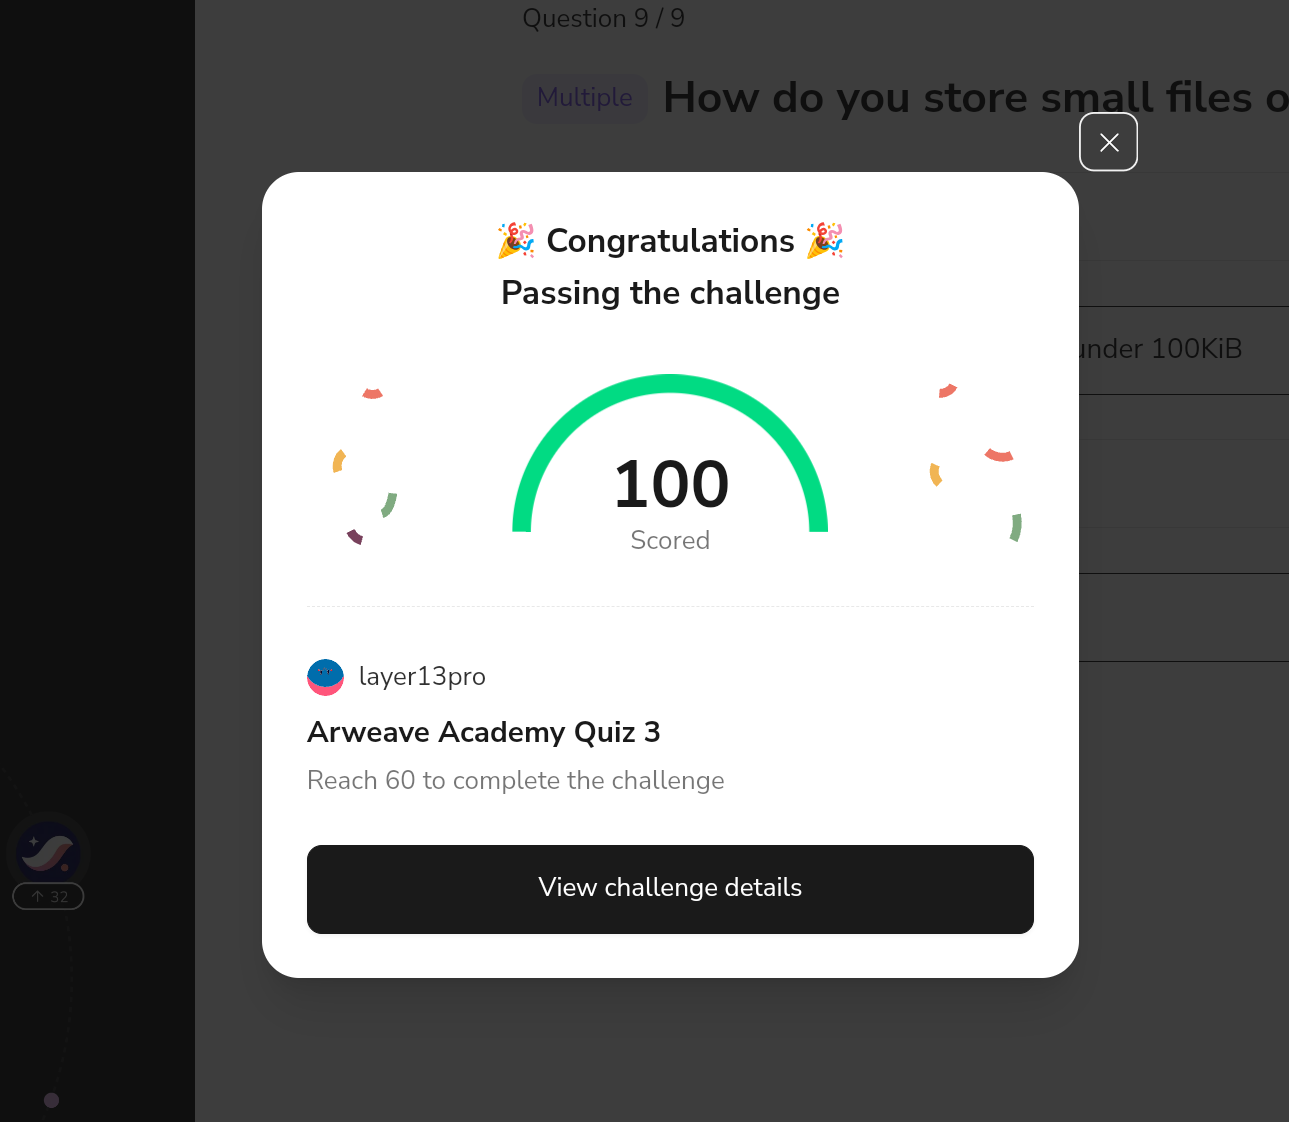 Question 9 / 9
Multiple
How do you store small files o
🎉 Congratulations 🎉
Passing the challenge
under 100KiB
100
Scored
layer13pro
Arweave Academy Quiz 3
Reach 60 to complete the challenge
View challenge details
↑ 32